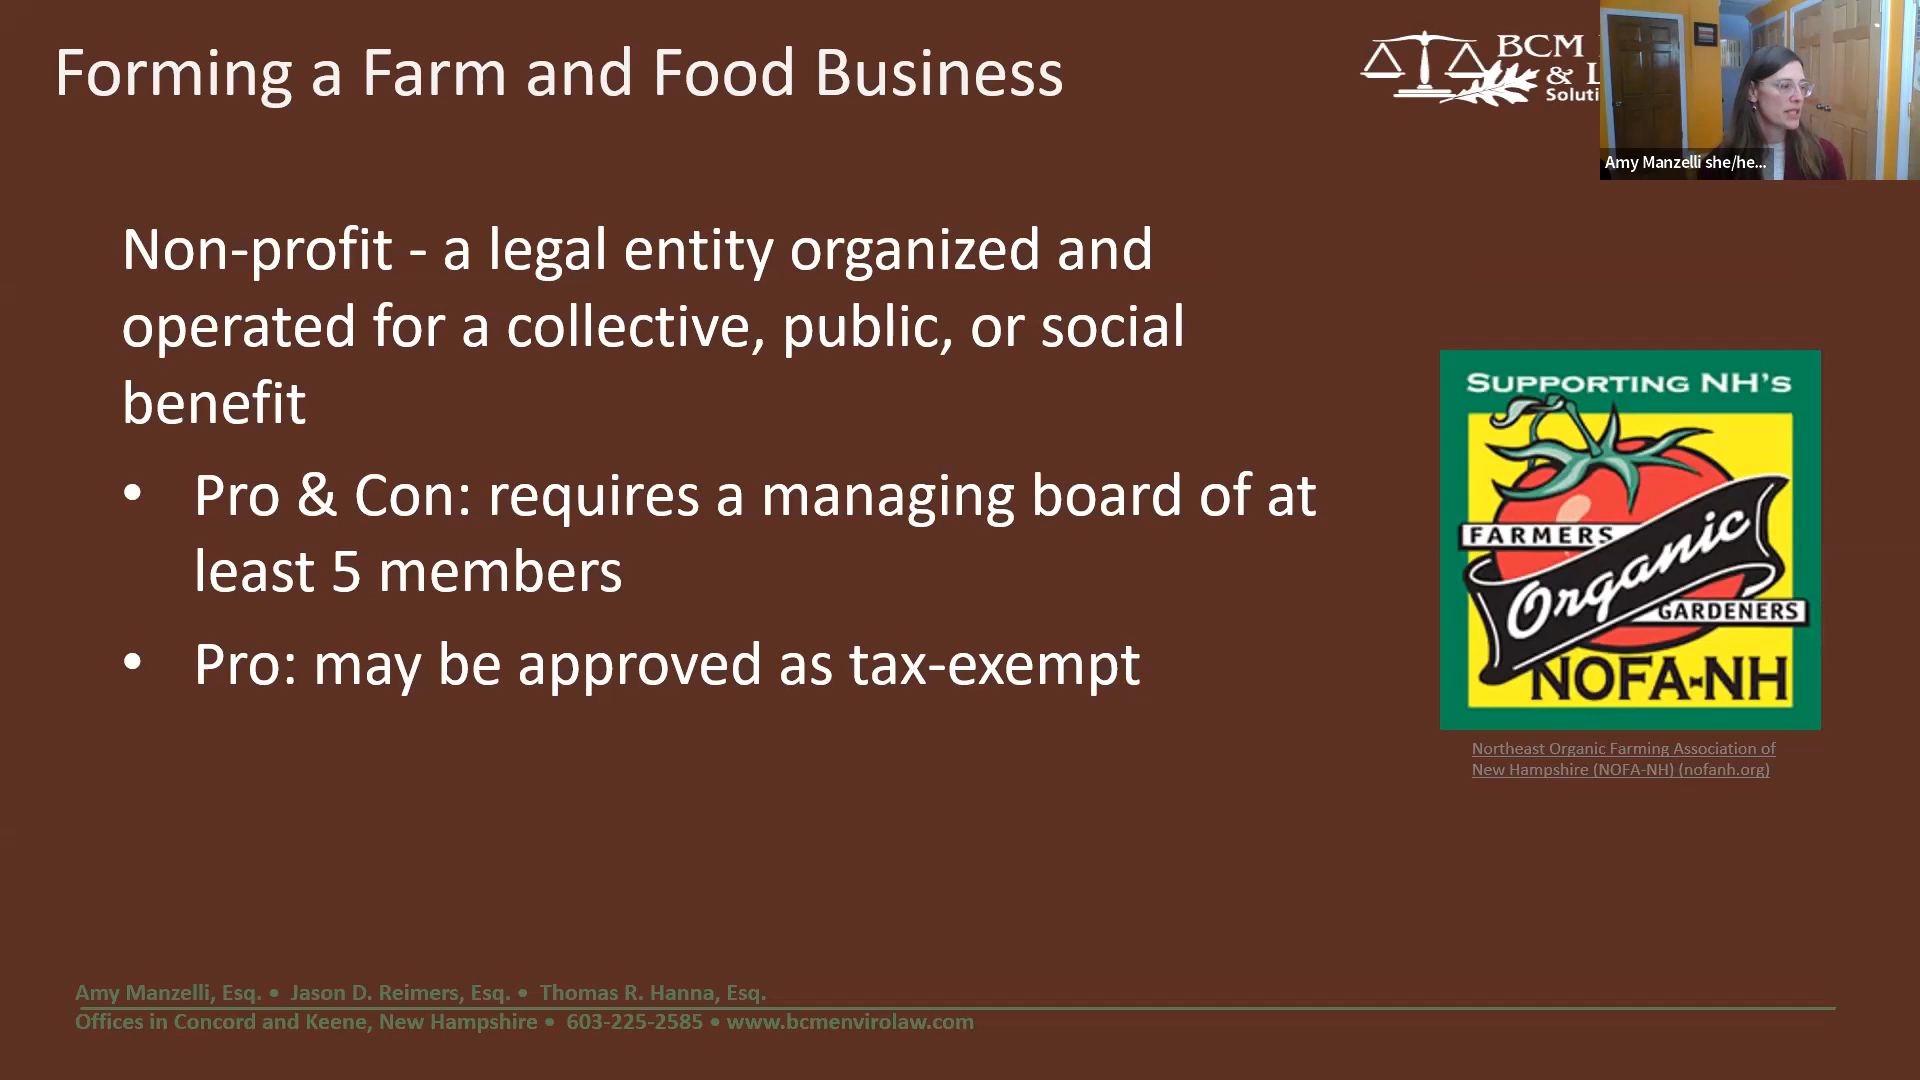 Forming a Farm and Food Business
BCM
& L
Soluti
Amy Manzelli she/he...
Non-profit - a legal entity organized and
operated for a collective, public, or social
benefit
• Pro & Con: requires a managing board of at
least 5 members
• Pro: may be approved as tax-exempt
SUPPORTING NH'S
FARMERS
Organic
GARDENERS
NOFA-NH
Northeast Organic Farming Association of
New Hampshire (NOFA-NH) (nofanh.org)
Amy Manzelli, Esq. • Jason D. Reimers, Esq. • Thomas R. Hanna, Esq.
Offices in Concord and Keene, New Hampshire • 603-225-2585 • www.bcmenvirolaw.com